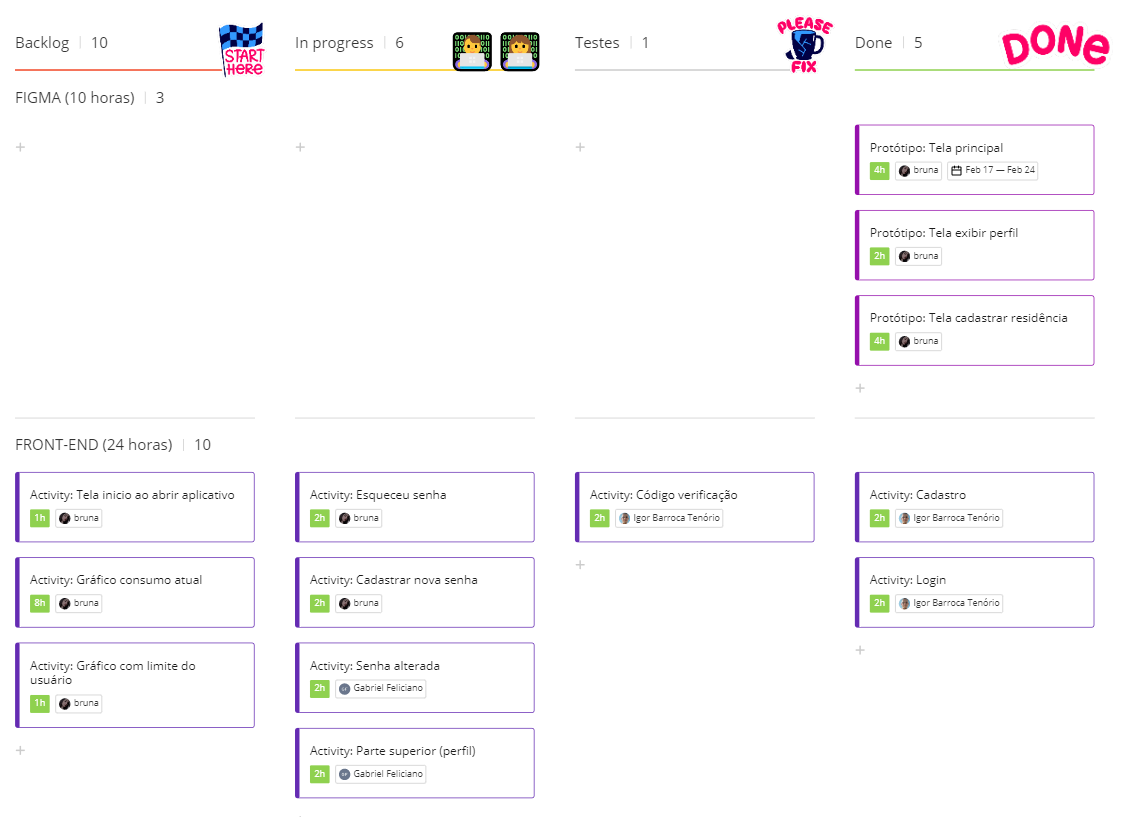 Backlog | 10
START
HERE
In progress | 6
Testes | 1
PLEASE
FIX
Done | 5
DONE
FIGMA (10 horas) | 3
+
+
+
Protótipo: Tela principal
4h bruna Feb 17 — Feb 24
Protótipo: Tela exibir perfil
2h bruna
Protótipo: Tela cadastrar residência
4h bruna
+
FRONT-END (24 horas) | 10
Activity: Tela inicio ao abrir aplicativo
1h bruna
Activity: Gráfico consumo atual
8h bruna
Activity: Gráfico com limite do
usuário
1h bruna
+
Activity: Esqueceu senha
2h bruna
Activity: Cadastrar nova senha
2h bruna
Activity: Senha alterada
2h Gabriel Feliciano
Activity: Parte superior (perfil)
2h Gabriel Feliciano
Activity: Código verificação
2h Igor Barroca Tenório
+
Activity: Cadastro
2h Igor Barroca Tenório
Activity: Login
2h Igor Barroca Tenório
+